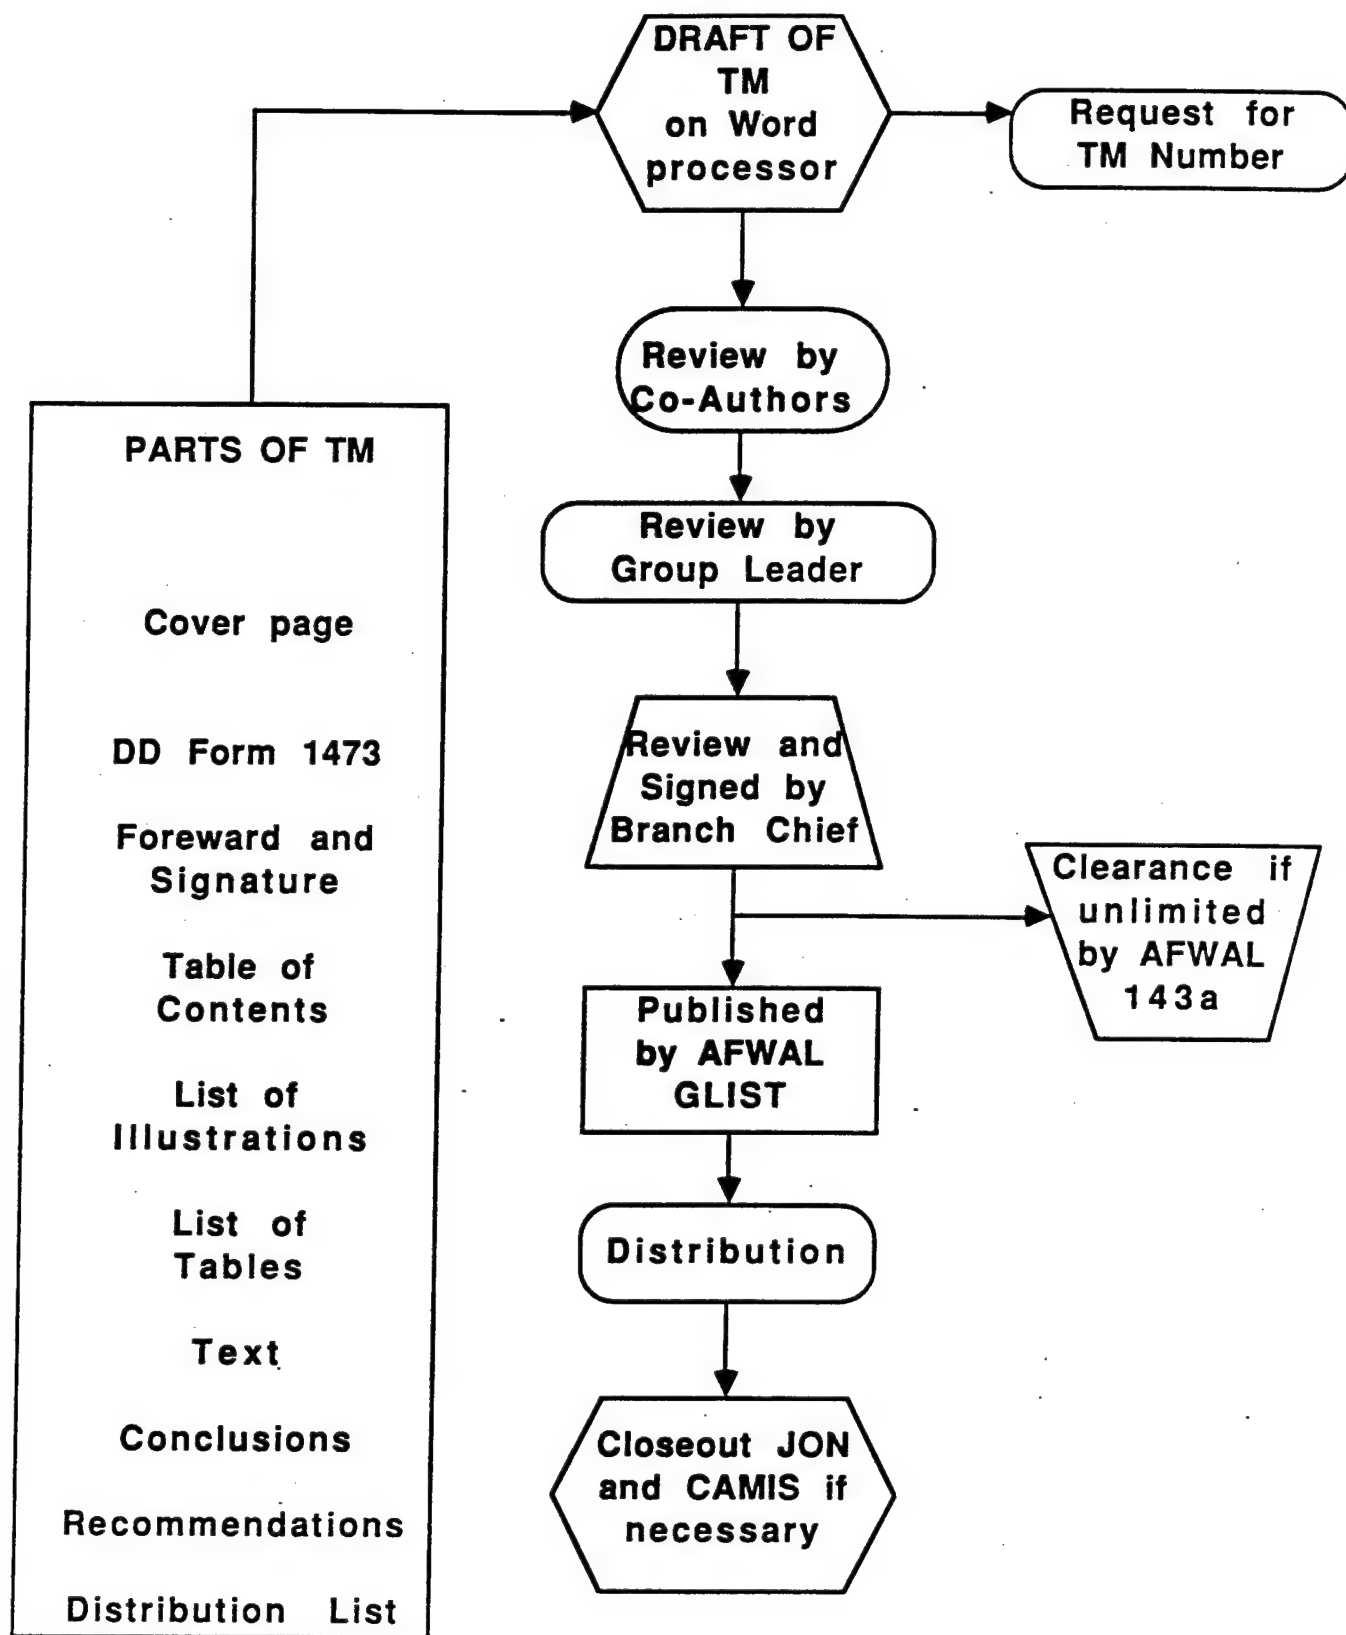 DRAFT OF
TM
on Word
processor
Request for
TM Number
Review by
Co-Authors
PARTS OF TM
Cover page
DD Form 1473
Foreward and
Signature
Table of
Contents
List of
Illustrations
List of
Tables
Text
Conclusions
Recommendations
Distribution List
Review by
Group Leader
Review and
Signed by
Branch Chief
Clearance if
unlimited
by AFWAL
143a
Published
by AFWAL
GLIST
Distribution
Closeout JON
and CAMIS if
necessary